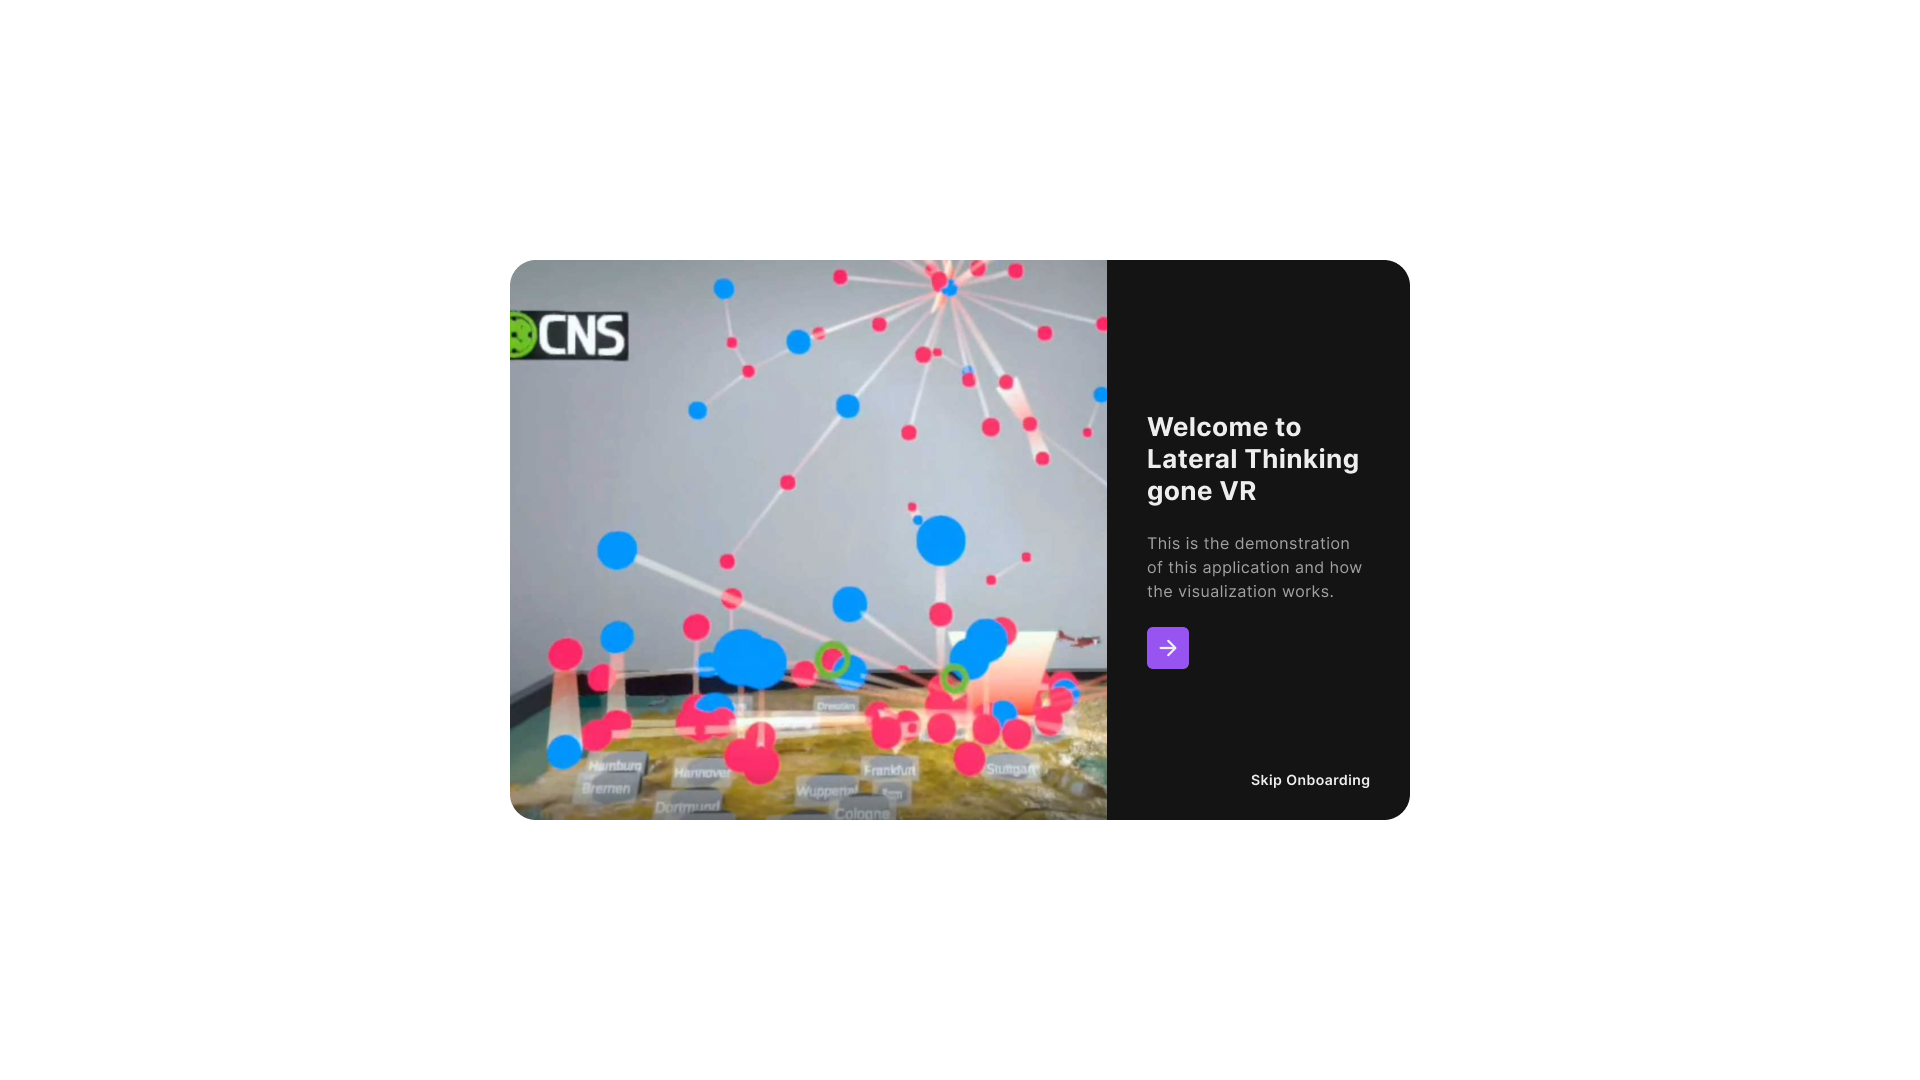 CNS
Welcome to
Lateral Thinking
gone VR
This is the demonstration
of this application and how
the visualization works.
Dresden
Hamburg
Hannover
Frankfurt
Stuttgart
Bremen
Wuppertal
Bonn
Dortmund
Cologne
Skip Onboarding